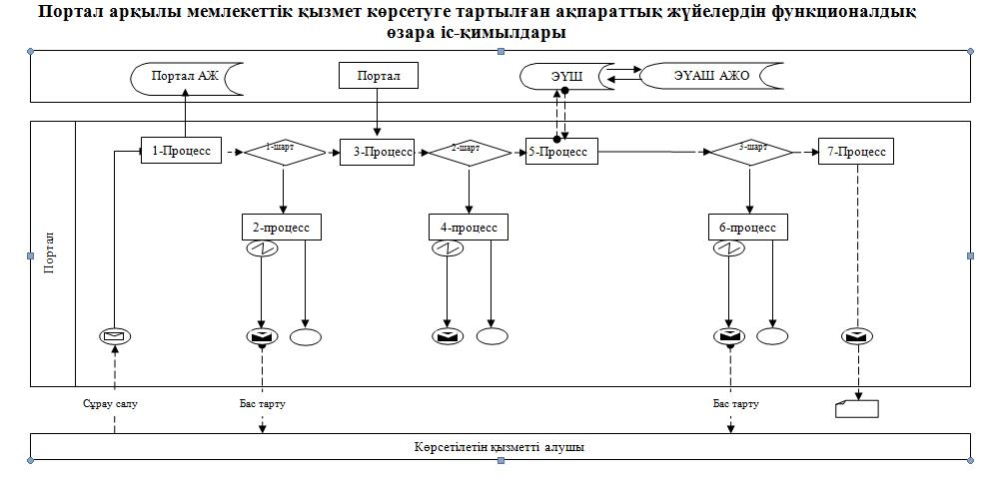 Портал арқылы мемлекеттік қызмет көрсетуге тартылған ақпараттық жүйелердің функционалдық
өзара іс-қимылдары
Портал АЖ
Портал
ЭҮШ
ЭҮАШ АЖО
1-Процесс
1-шарт
3-Процесс
2-шарт
5-Процесс
3-шарт
7-Процесс
2-процесс
4-процесс
6-процесс
Портал
Сұрау салу
Бас тарту
Бас тарту
Көрсетілетін қызметті алушы